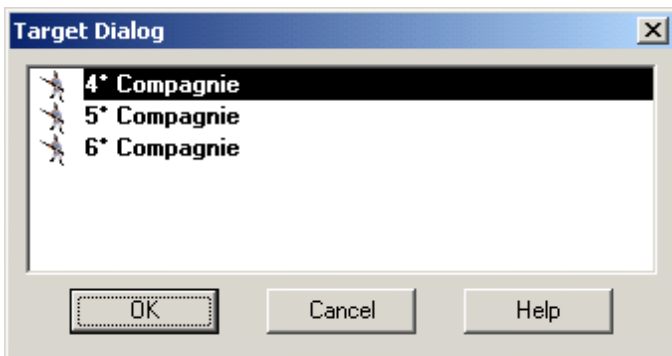 Target Dialog
4* Compagnie
5* Compagnie
6* Compagnie
OK Cancel Help